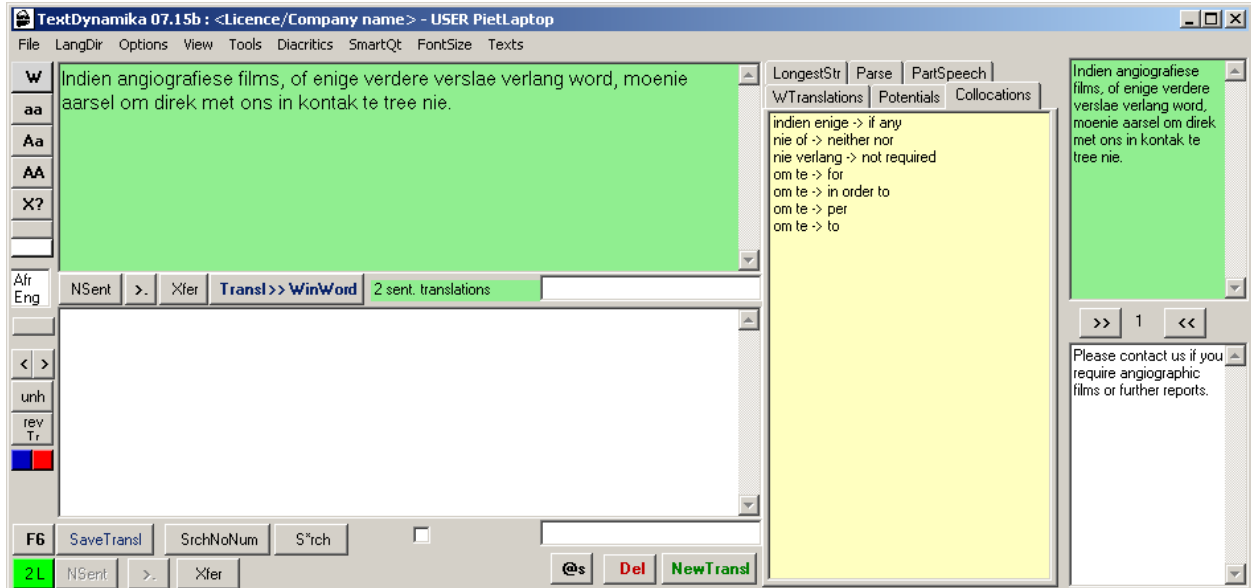 TextDynamika 07.15b : <Licence/Company name> - USER PietLaptop
File LangDir Options View Tools Diacritics SmartQt FontSize Texts
W
aa
Aa
AA
X?
Afr
Eng
< >
unh
rev
Tr
F6
2 L
Indien angiografiese films, of enige verdere verslae verlang word, moenie
aarsel om direk met ons in kontak te tree nie.
NSent >. Xfer Transl>>WinWord 2 sent. translations
SaveTransl SrchNoNum S*rch
NSent >. Xfer @s Del NewTransl
LongestStr Parse PartSpeech
WTranslations Potentials Collocations
indien enige -> if any
nie of -> neither nor
nie verlang -> not required
om te -> for
om te -> in order to
om te -> per
om te -> to
Indien angiografiese
films, of enige verdere
verslae verlang word,
moenie aarsel om direk
met ons in kontak te
tree nie.
>> 1 <<
Please contact us if you
require angiographic
films or further reports.